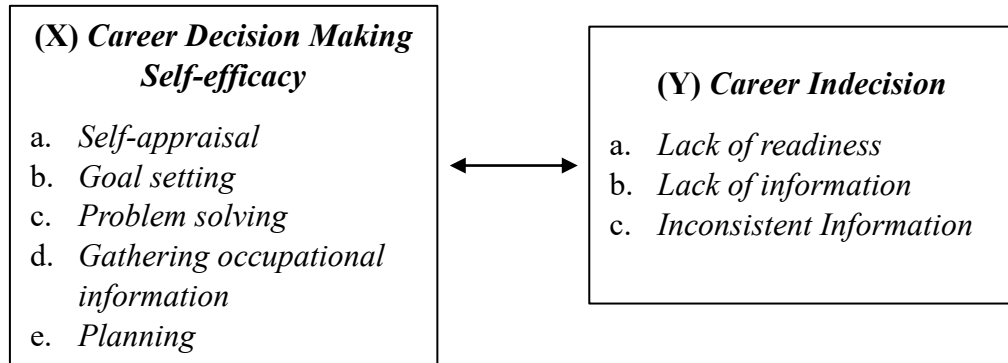 (X) Career Decision Making
Self-efficacy
a. Self-appraisal
b. Goal setting
c. Problem solving
d. Gathering occupational
information
e. Planning
(Y) Career Indecision
a. Lack of readiness
b. Lack of information
c. Inconsistent Information